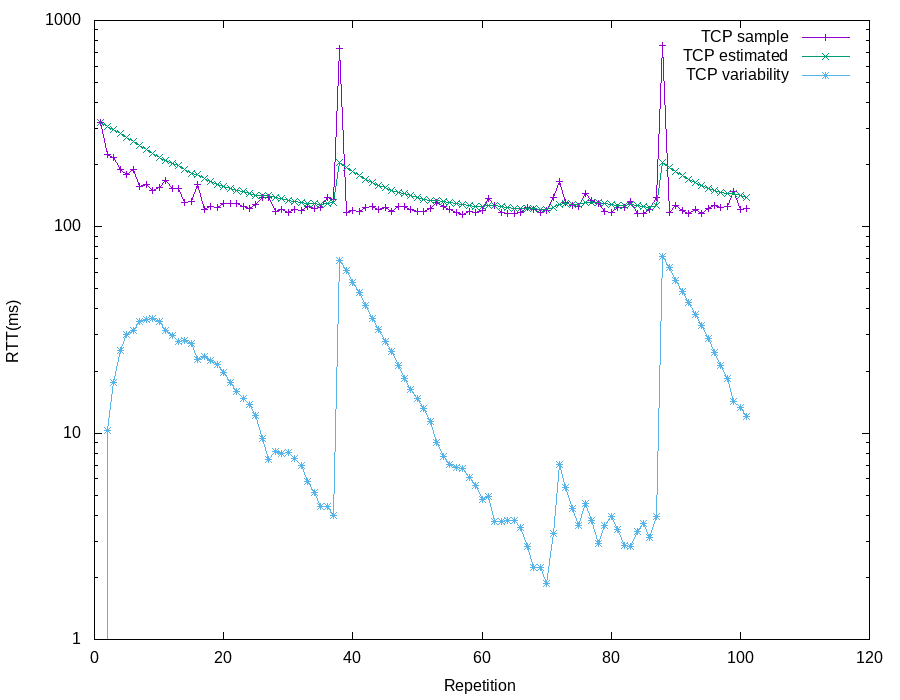 1000
100
10
1
0
20
40
60
80
100
120
RTT(ms)
Repetition
TCP sample
TCP estimated
TCP variability